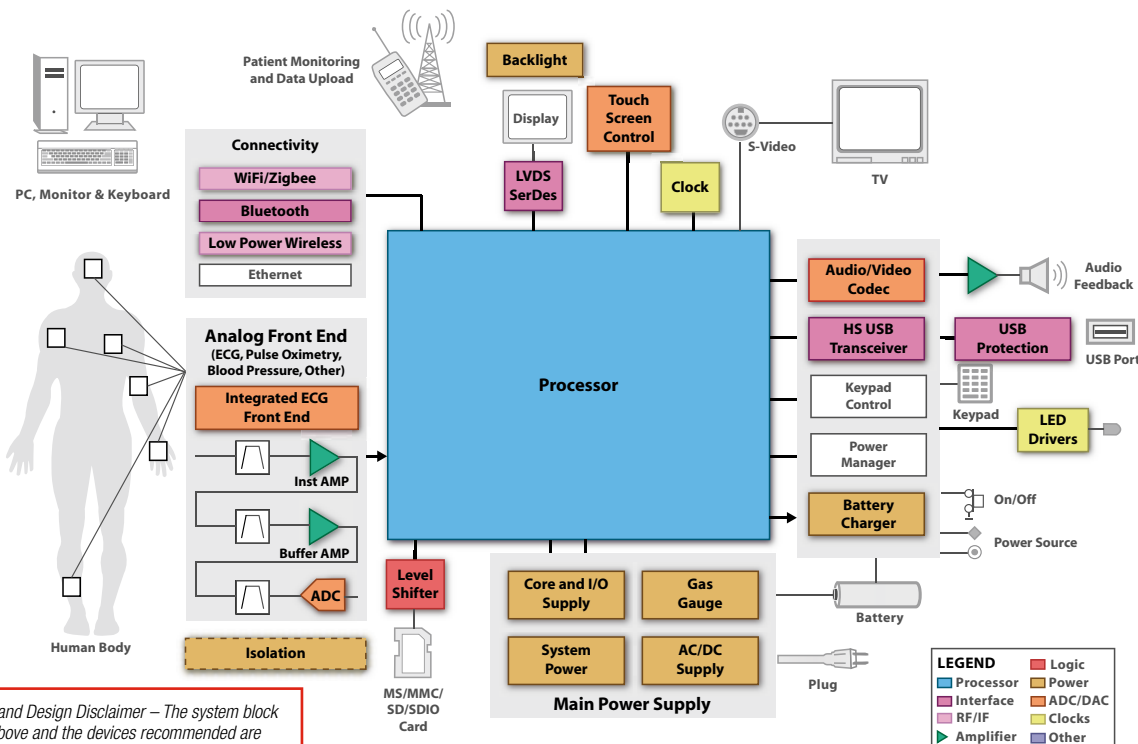 Patient Monitoring
and Data Upload
Backlight
Display
Touch
Screen
Control
S-Video
TV
PC, Monitor & Keyboard
Connectivity
WiFi/Zigbee
Bluetooth
Low Power Wireless
Ethernet
LVDS
SerDes
Clock
Processor
Audio/Video
Codec
Audio
Feedback
HS USB
Transceiver
USB
Protection
USB Port
Keypad
Control
Keypad
Power
Manager
LED
Drivers
Battery
Charger
On/Off
Power Source
Battery
Analog Front End
(ECG, Pulse Oximetry,
Blood Pressure, Other)
Integrated ECG
Front End
Inst AMP
Buffer AMP
ADC
Human Body
Isolation
Level
Shifter
MS/MMC/
SD/SDIO
Card
Core and I/O
Supply
Gas
Gauge
System
Power
AC/DC
Supply
Main Power Supply
Plug
LEGEND
Processor
Interface
RF/IF
Amplifier
Logic
Power
ADC/DAC
Clocks
Other
and Design Disclaimer – The system block
bove and the devices recommended are